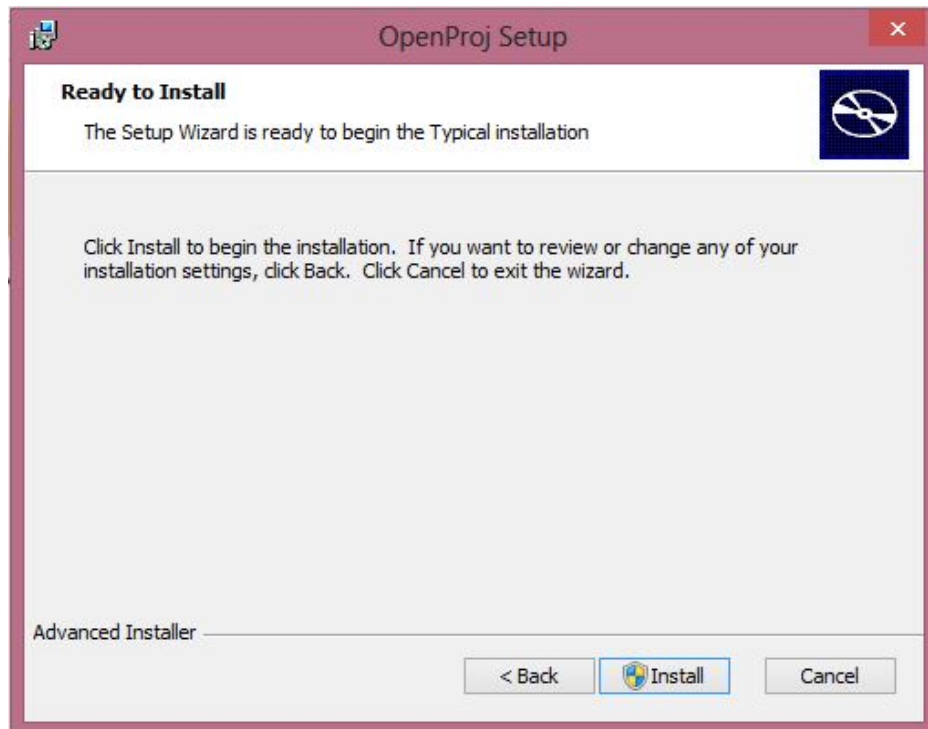 OpenProj Setup
Ready to Install
The Setup Wizard is ready to begin the Typical installation
Click Install to begin the installation.  If you want to review or change any of your
installation settings, click Back.  Click Cancel to exit the wizard.
Advanced Installer
< Back Install Cancel